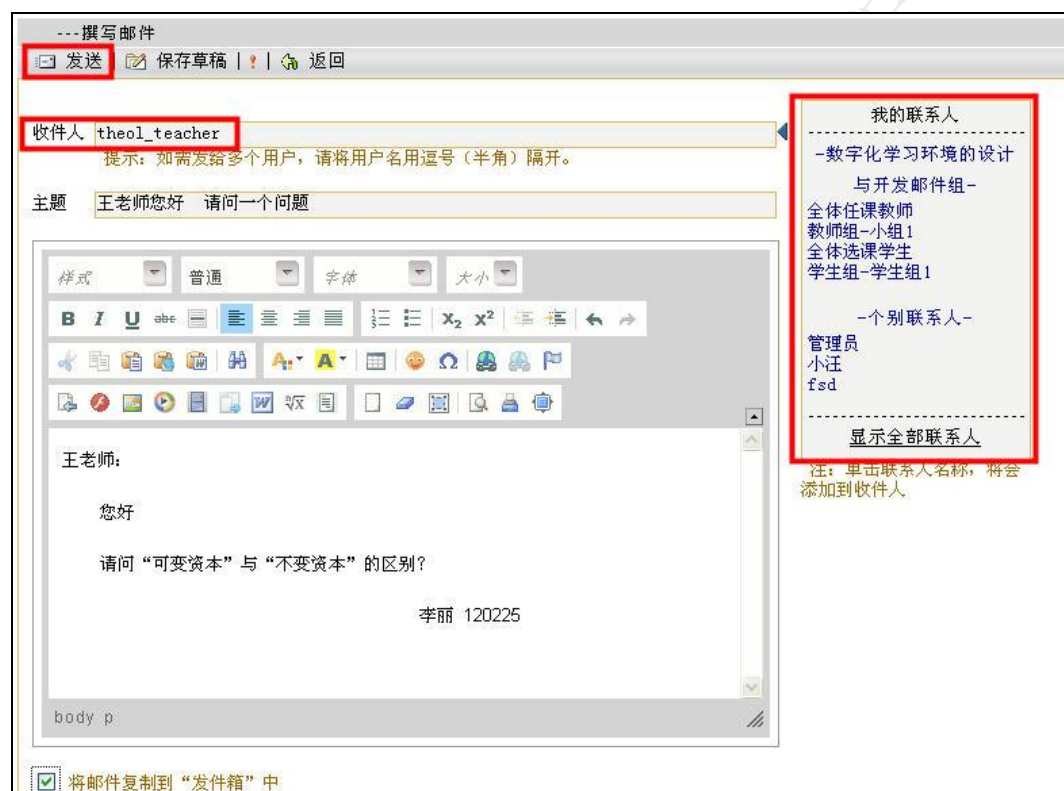 ---撰写邮件
发送 | 保存草稿 | ! | 返回
收件人 theol_teacher
提示：如需发给多个用户，请将用户名用逗号（半角）隔开。
主题 王老师您好 请问一个问题
样式 普通 字体 大小
B I U abc X₂ X²
A A Ω
W √x
王老师：
您好
请问“可变资本”与“不变资本”的区别？
李丽 120225
body p
将邮件复制到“发件箱”中
我的联系人
-数字化学习环境的设计
与开发邮件组-
全体任课教师
教师组-小组1
全体选课学生
学生组-学生组1
-个别联系人-
管理员
小汪
fsd
显示全部联系人
注：单击联系人名称，将会
添加到收件人